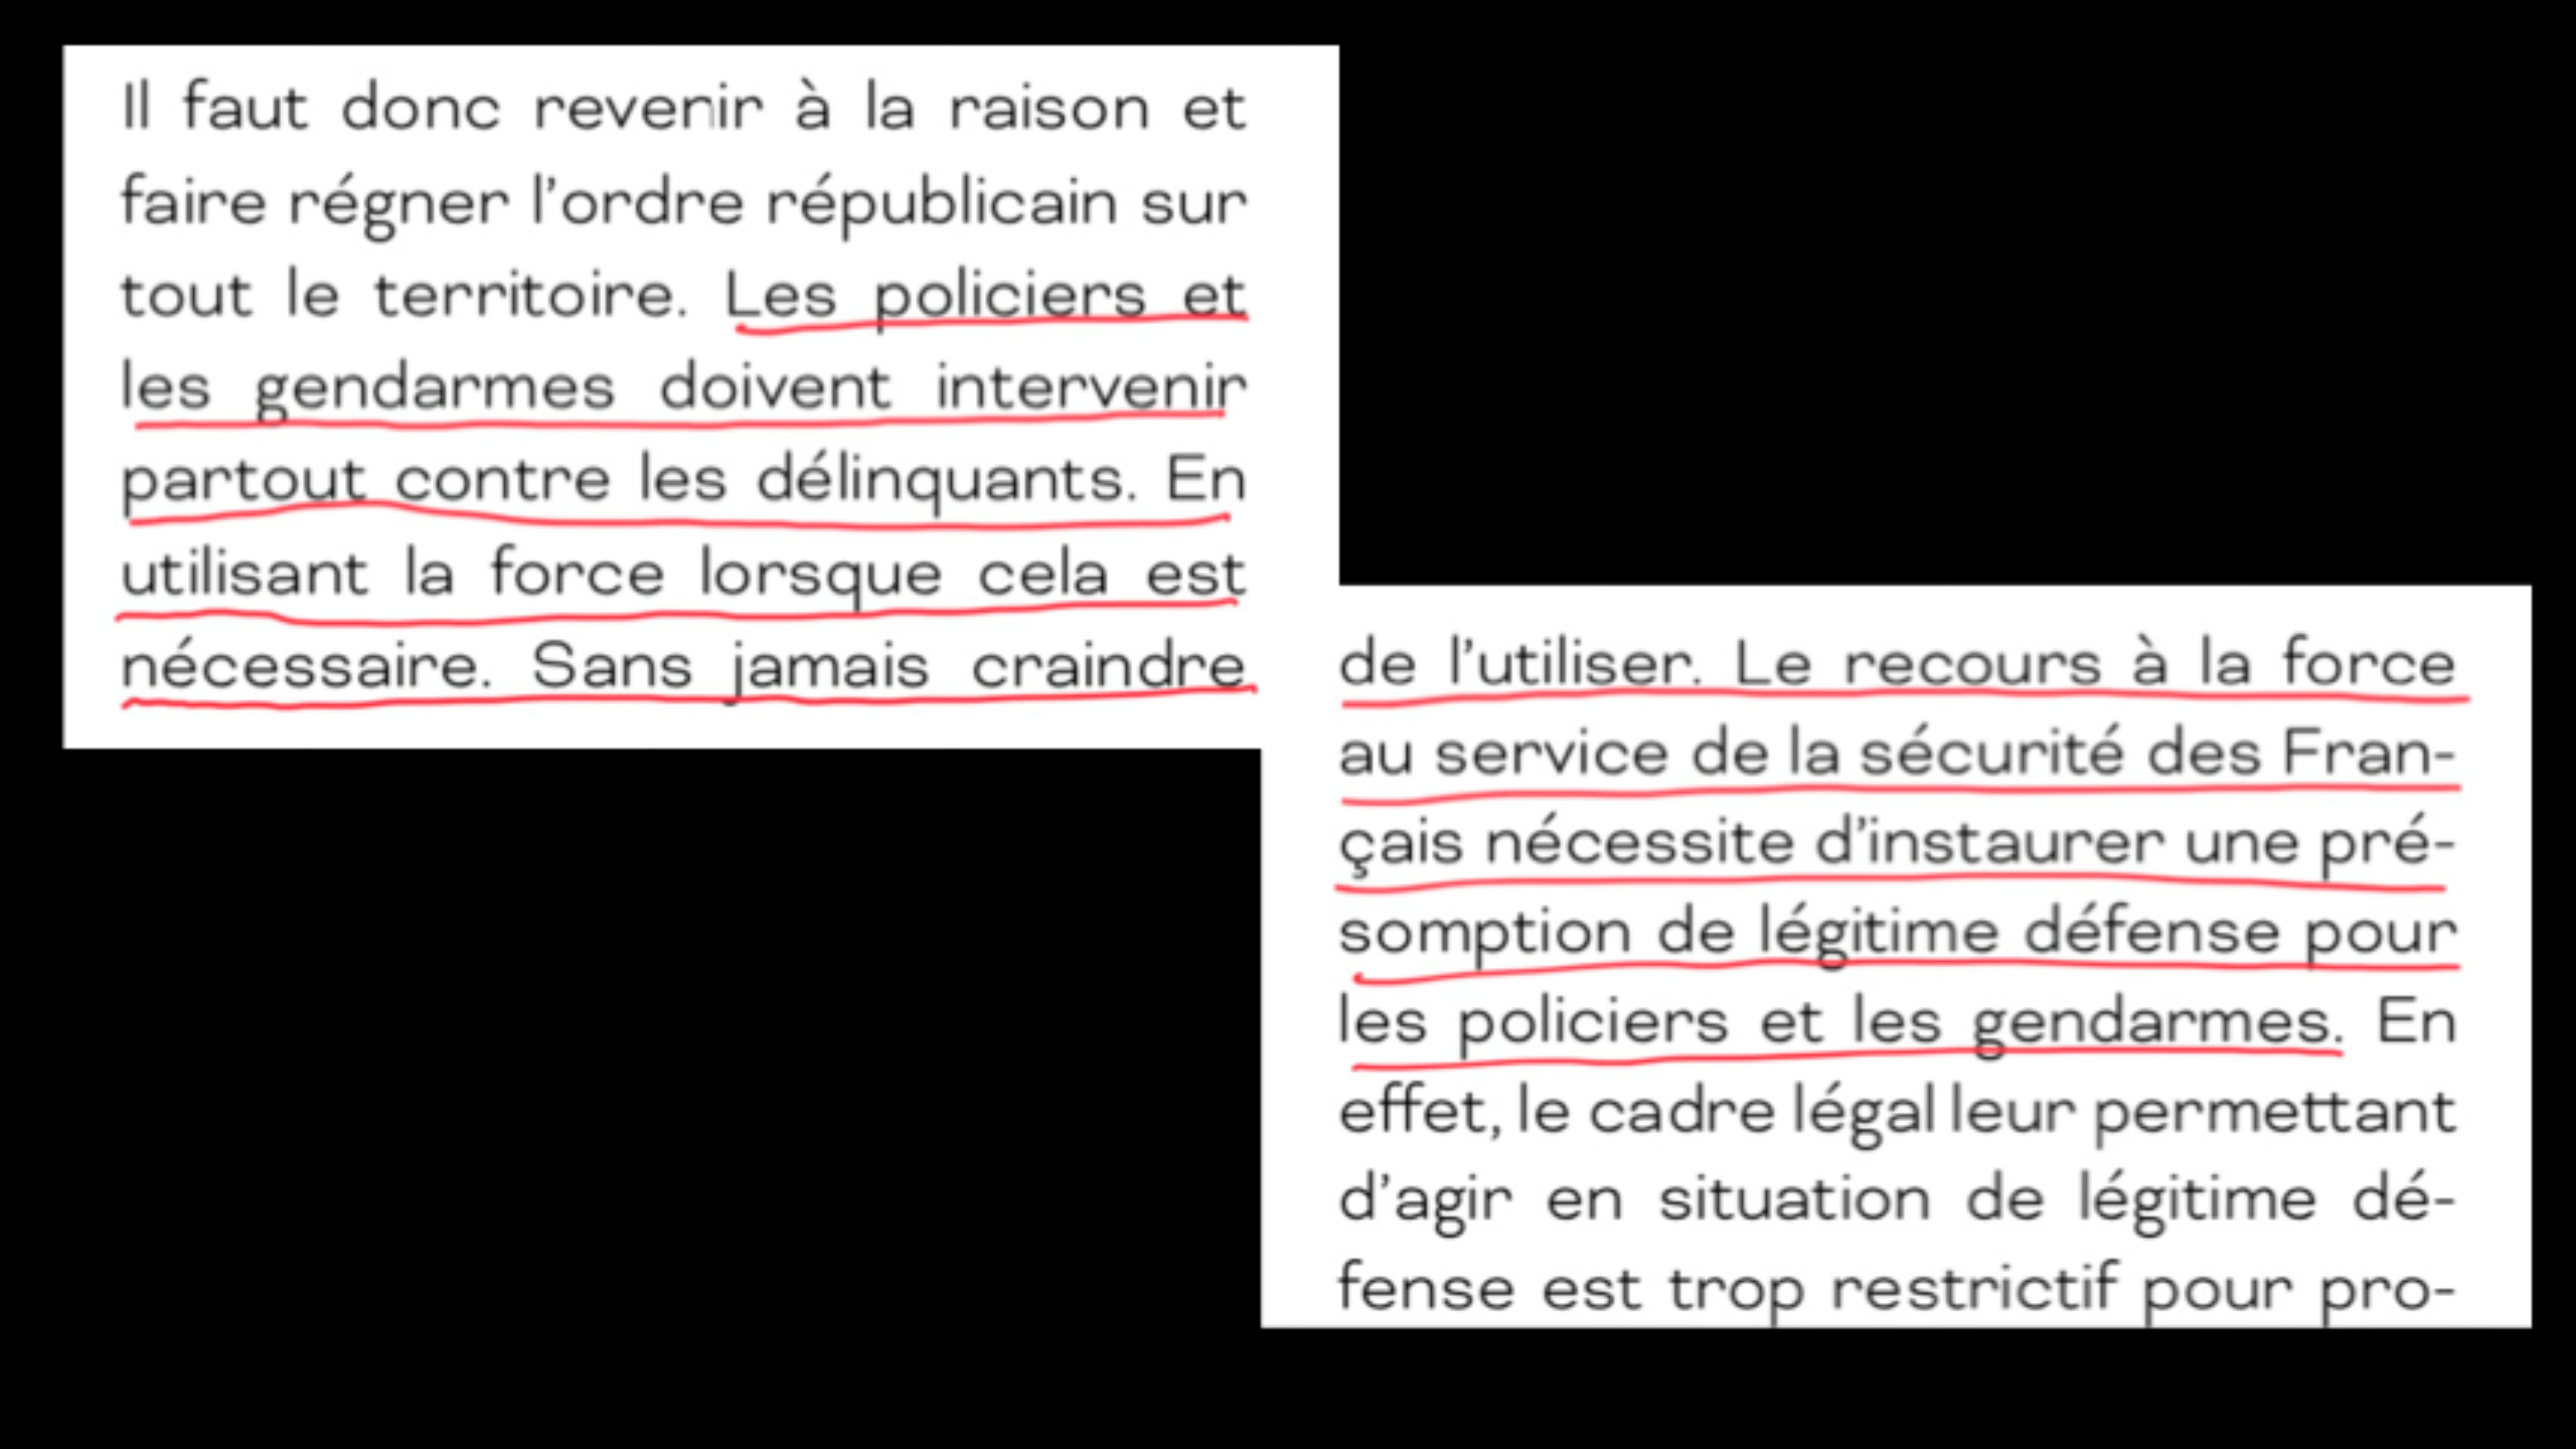 Il faut donc revenir à la raison et
faire régner l’ordre républicain sur
tout le territoire. Les policiers et
les gendarmes doivent intervenir
partout contre les délinquants. En
utilisant la force lorsque cela est
nécessaire. Sans jamais craindre
de l’utiliser. Le recours à la force
au service de la sécurité des Fran-
çais nécessite d’instaurer une pré-
somption de légitime défense pour
les policiers et les gendarmes. En
effet, le cadre légal leur permettant
d’agir en situation de légitime dé-
fense est trop restrictif pour pro-